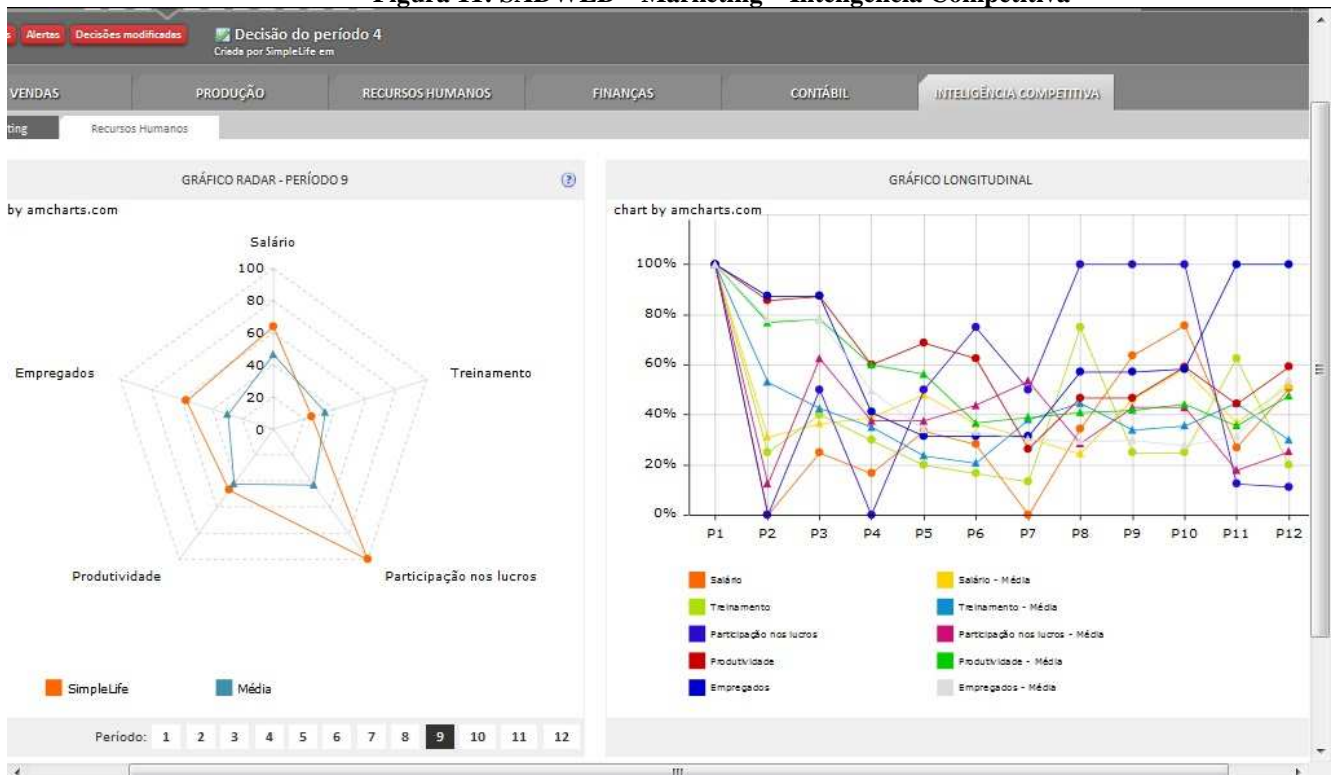 Figura 11: SADWEB – Marketing – Inteligência Competitiva
s Alertas Decisões modificadas Decisão do período 4
Criada por SimpleLife em
VENDAS PRODUÇÃO RECURSOS HUMANOS FINANÇAS CONTÁBIL INTELIGÊNCIA COMPETITIVA
ting Recursos Humanos
GRÁFICO RADAR - PERÍODO 9 ?
by amcharts.com
Salário
100
80
60
40
20
0
Empregados
Treinamento
Produtividade
Participação nos lucros
SimpleLife Média
Período: 1 2 3 4 5 6 7 8 9 10 11 12
GRÁFICO LONGITUDINAL
chart by amcharts.com
100%
80%
60%
40%
20%
0%
P1 P2 P3 P4 P5 P6 P7 P8 P9 P10 P11 P12
Salário Salário - Média
Treinamento Treinamento - Média
Participação nos lucros Participação nos lucros - Média
Produtividade Produtividade - Média
Empregados Empregados - Média